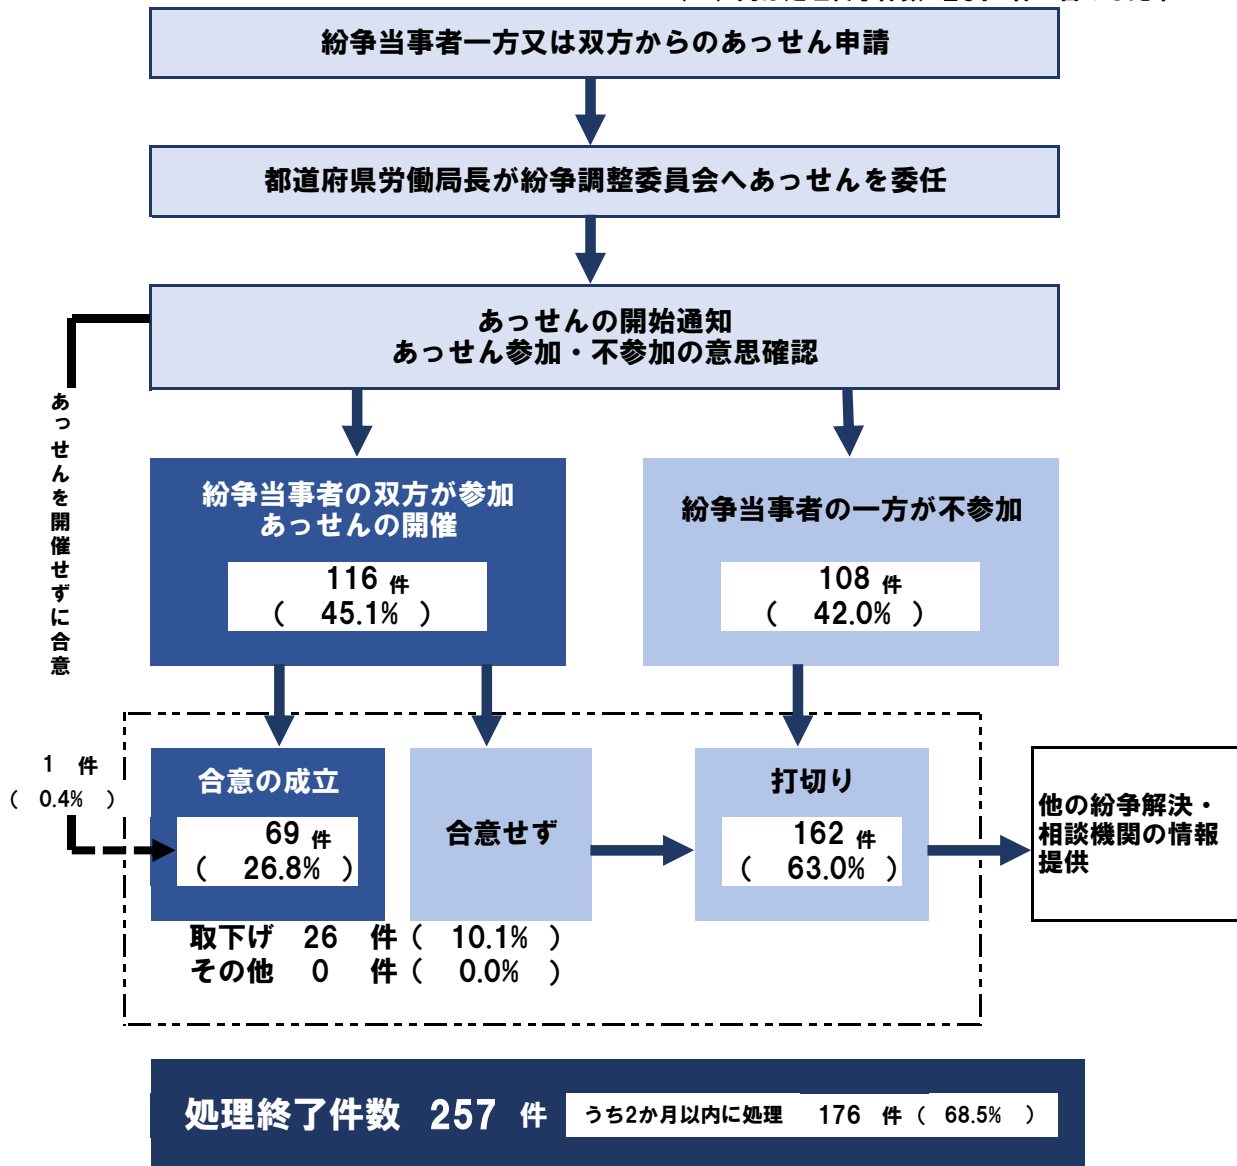 紛争当事者一方又は双方からのあっせん申請
都道府県労働局長が紛争調整委員会へあっせんを委任
あっせんの開始通知
あっせん参加・不参加の意思確認
あっせんを開催せずに合意
紛争当事者の双方が参加
あっせんの開催
116 件
( 45.1% )
紛争当事者の一方が不参加
108 件
( 42.0% )
1 件
( 0.4% )
合意の成立
69 件
( 26.8% )
合意せず
打切り
162 件
( 63.0% )
他の紛争解決・
相談機関の情報
提供
取下げ 26 件 ( 10.1% )
その他 0 件 ( 0.0% )
処理終了件数 257 件
うち2か月以内に処理 176 件 ( 68.5% )